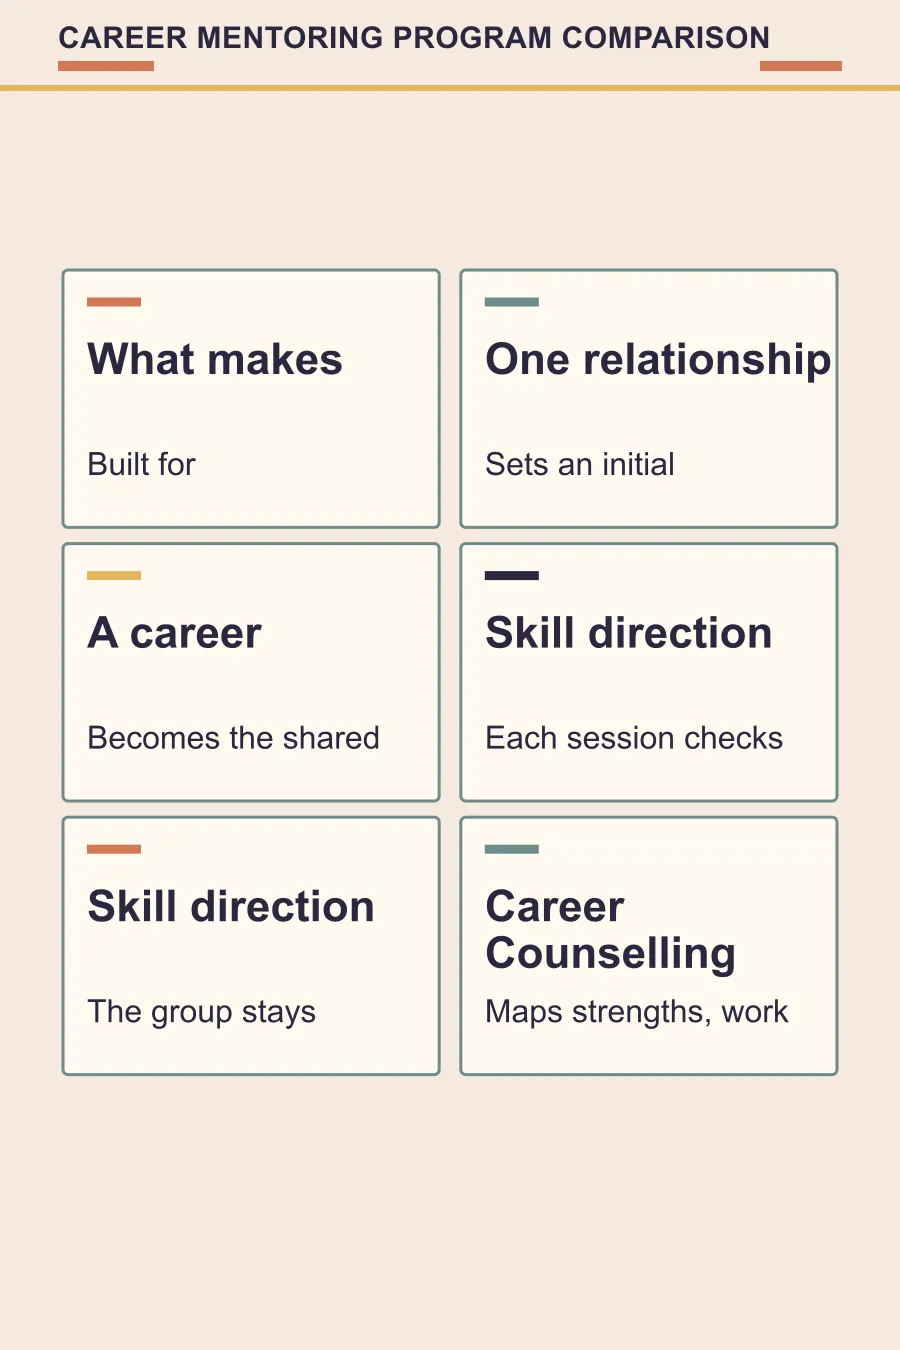 CAREER MENTORING PROGRAM COMPARISON
What makes
Built for
One relationship
Sets an initial
A career
Becomes the shared
Skill direction
Each session checks
Skill direction
The group stays
Career
Counselling
Maps strengths, work